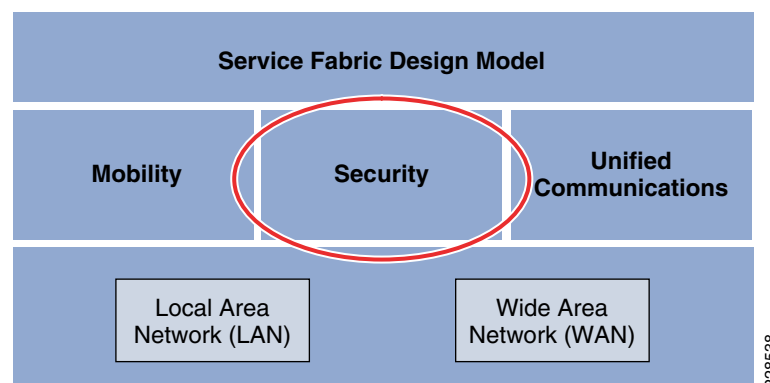 Service Fabric Design Model
Mobility
Security
Unified
Communications
Local Area
Network (LAN)
Wide Area
Network (WAN)